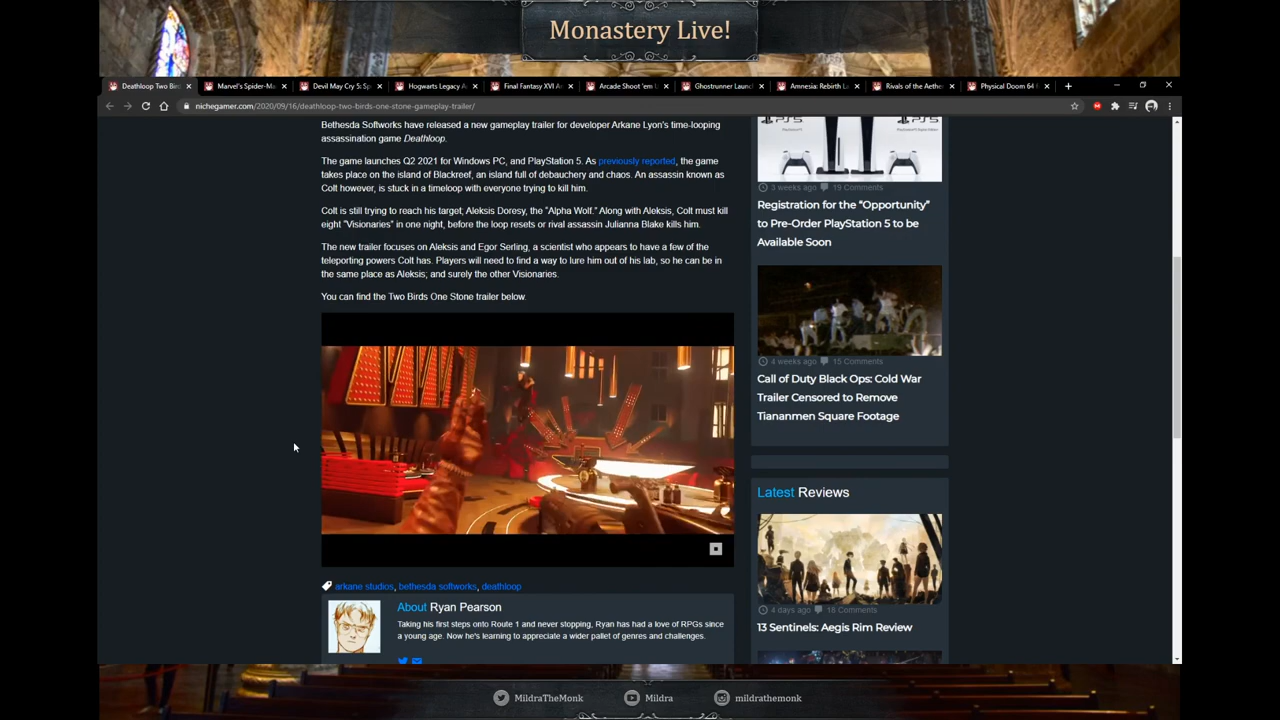 Monastery Live!
Deathloop Two Bir
Marvel's Spider-Ma
Devil May Cry 5: Sp
Hogwarts Legacy A
Final Fantasy XVI A
Arcade Shoot 'em U
Ghostrunner Launc
Amnesia: Rebirth L
Rivals of the Aethe
Physical Doom 64
nichegamer.com/2020/09/16/deathloop-two-birds-one-stone-gameplay-trailer/
Bethesda Softworks have released a new gameplay trailer for developer Arkane Lyon's time-looping
assassination game Deathloop.
The game launches Q2 2021 for Windows PC, and PlayStation 5. As previously reported, the game
takes place on the island of Blackreef, an island full of debauchery and chaos. An assassin known as
Colt however, is stuck in a timeloop with everyone trying to kill him.
Colt is still trying to reach his target; Aleksis Doresy, the "Alpha Wolf." Along with Aleksis, Colt must kill
eight "Visionaries" in one night, before the loop resets or rival assassin Julianna Blake kills him.
The new trailer focuses on Aleksis and Egor Serling, a scientist who appears to have a few of the
teleporting powers Colt has. Players will need to find a way to lure him out of his lab, so he can be in
the same place as Aleksis; and surely the other Visionaries.
You can find the Two Birds One Stone trailer below.
arkane studios, bethesda softworks, deathloop
About Ryan Pearson
Taking his first steps onto Route 1 and never stopping, Ryan has had a love of RPGs since
a young age. Now he's learning to appreciate a wider pallet of genres and challenges.
3 weeks ago 19 Comments
Registration for the "Opportunity"
to Pre-Order PlayStation 5 to be
Available Soon
4 weeks ago 15 Comments
Call of Duty Black Ops: Cold War
Trailer Censored to Remove
Tiananmen Square Footage
Latest Reviews
4 days ago 18 Comments
13 Sentinels: Aegis Rim Review
MildraTheMonk
Mildra
mildrathemonk